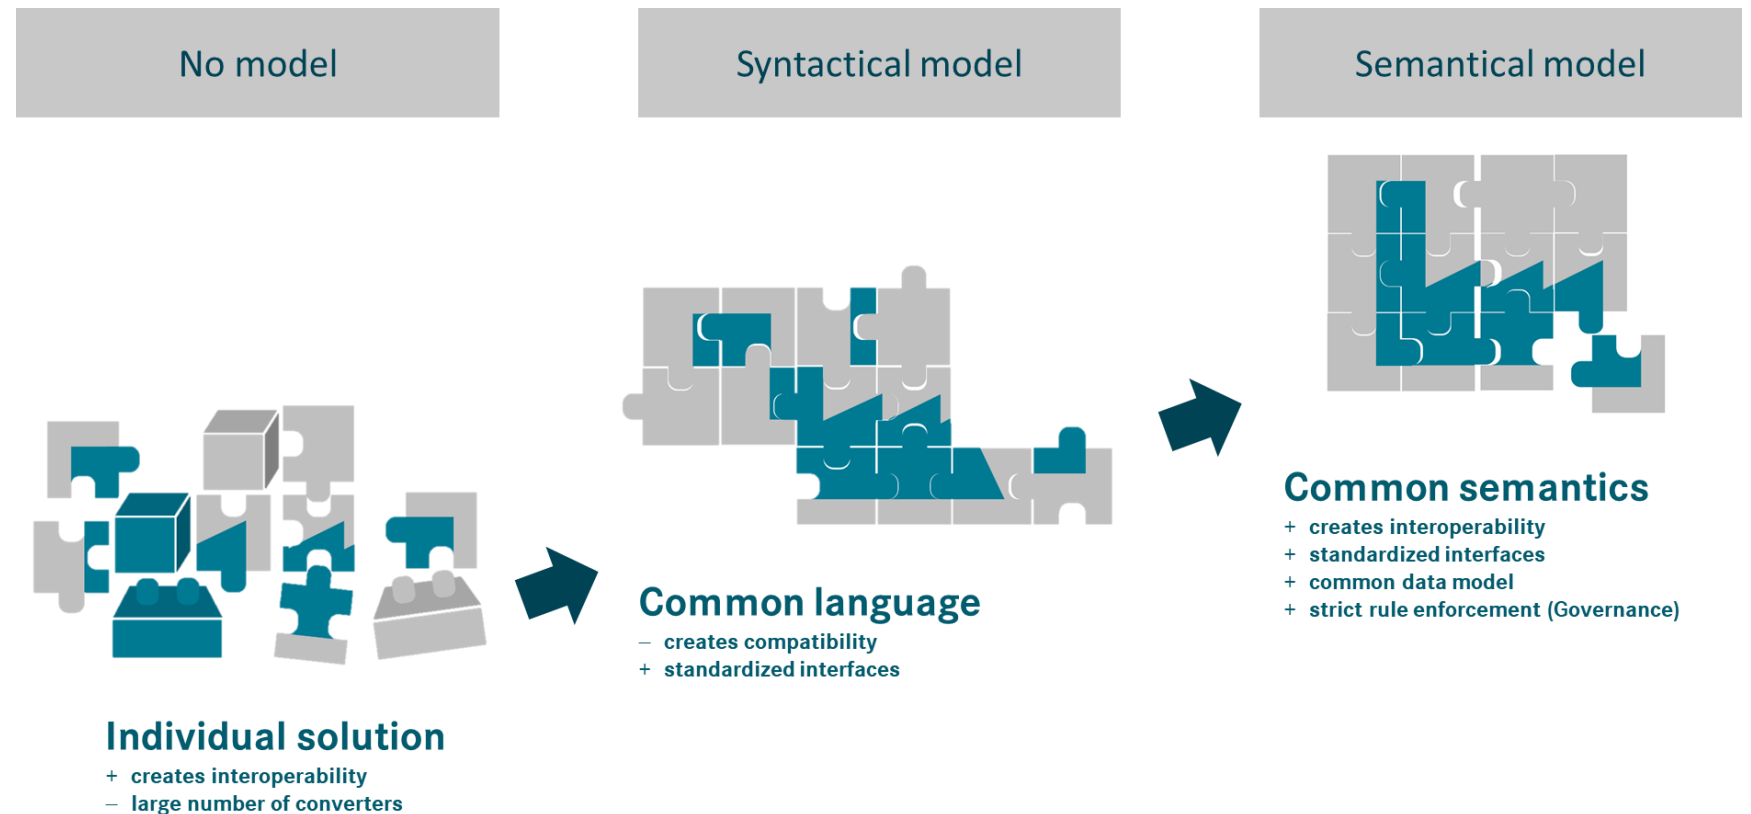 No model
Syntactical model
Semantical model
Individual solution
+ creates interoperability
– large number of converters
Common language
– creates compatibility
+ standardized interfaces
Common semantics
+ creates interoperability
+ standardized interfaces
+ common data model
+ strict rule enforcement (Governance)